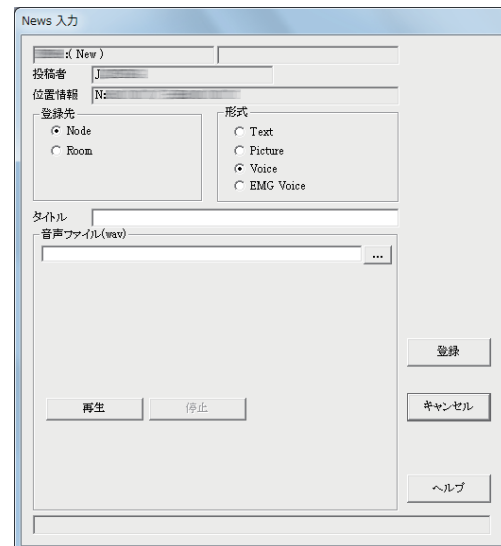 News 入力
:( New )
投稿者 J
位置情報 N:
登録先
Node
Room
形式
Text
Picture
Voice
EMG Voice
タイトル
音声ファイル(wav)
...
登録
再生 停止
キャンセル
ヘルプ